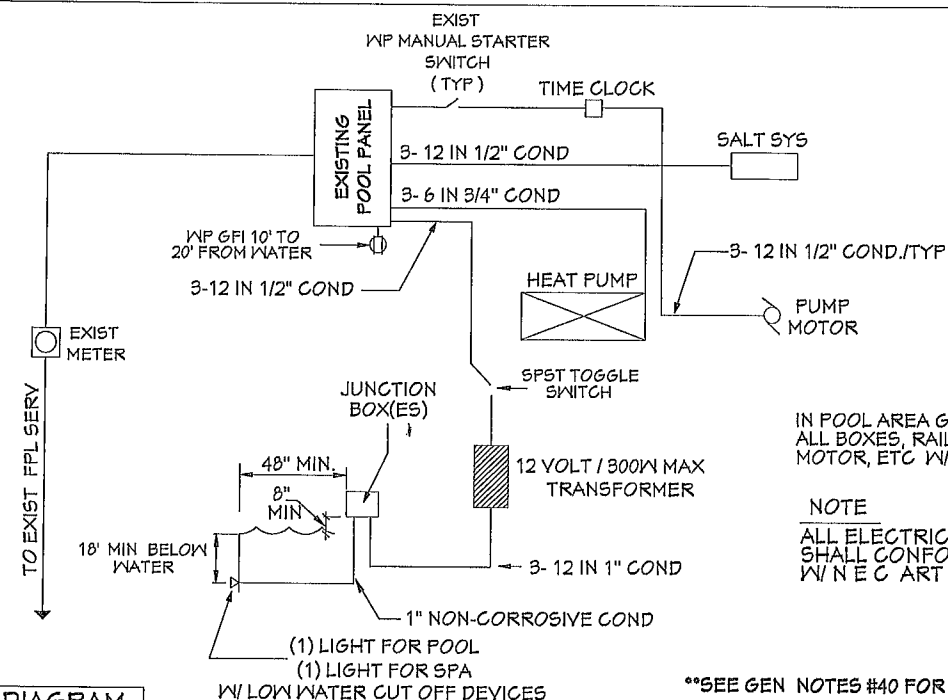 EXIST
WP MANUAL STARTER
SWITCH
(TYP)
TIME CLOCK
EXISTING
POOL PANEL
3- 12 IN 1/2" COND
SALT SYS
3- 6 IN 3/4" COND
WP GFI 10' TO
20' FROM WATER
3-12 IN 1/2" COND
HEAT PUMP
3- 12 IN 1/2" COND./TYP
PUMP
MOTOR
EXIST
METER
TO EXIST FPL SERV
SPST TOGGLE
SWITCH
JUNCTION
BOX(ES)
48" MIN.
8"
MIN
12 VOLT / 300W MAX
TRANSFORMER
18' MIN BELOW
WATER
3- 12 IN 1" COND
1" NON-CORROSIVE COND
(1) LIGHT FOR POOL
(1) LIGHT FOR SPA
W/ LOW WATER CUT OFF DEVICES
IN POOL AREA G
ALL BOXES, RAIL
MOTOR, ETC W/
NOTE
ALL ELECTRIC
SHALL CONFO
W/ N E C ART
**SEE GEN NOTES #40 FOR
DIAGRAM